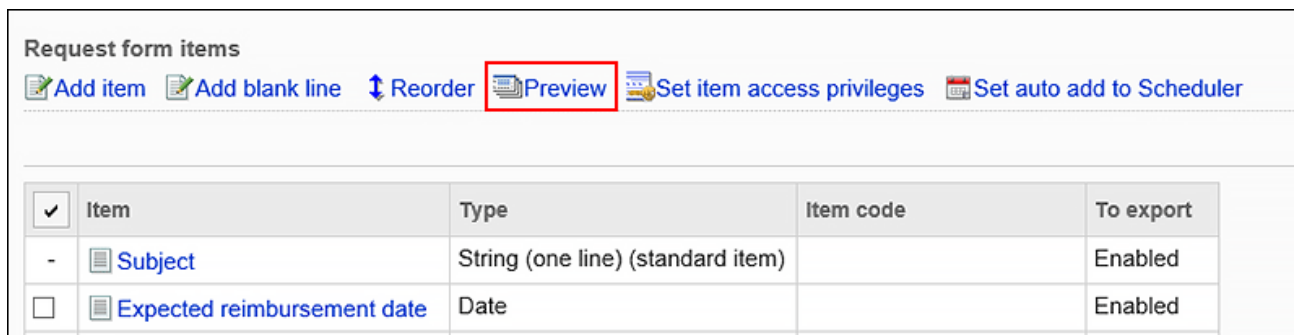 Request form items
Add item Add blank line Reorder Preview Set item access privileges Set auto add to Scheduler
Item Type Item code To export
- Subject String (one line) (standard item) Enabled
Expected reimbursement date Date Enabled